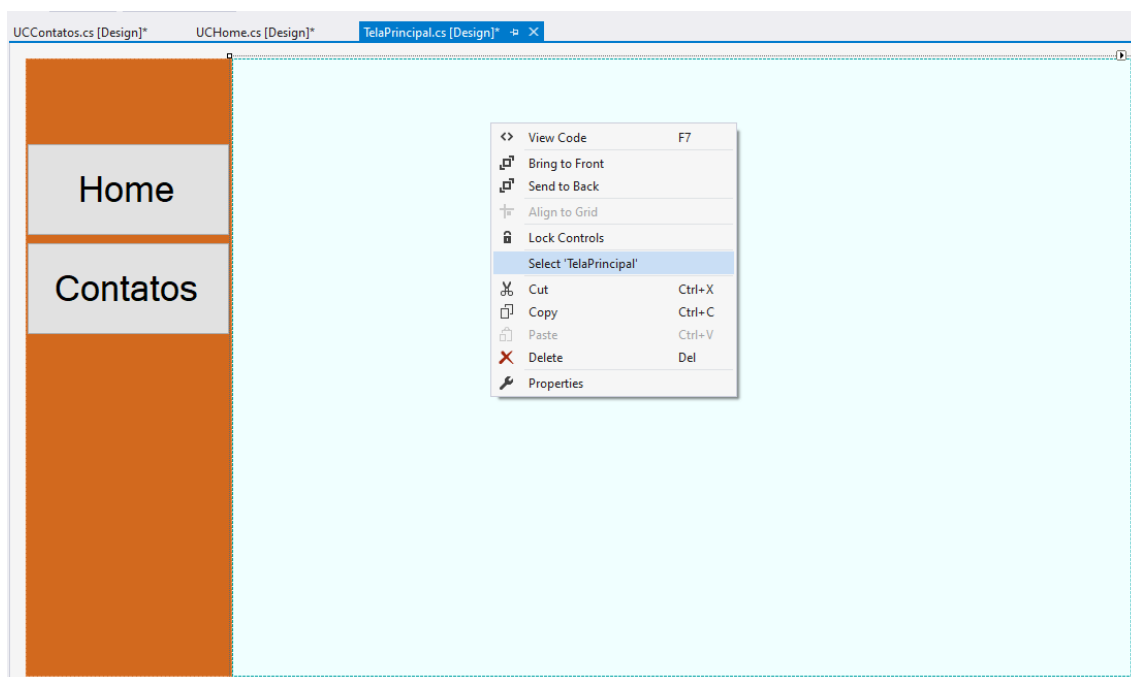 UCContatos.cs [Design]* UCHome.cs [Design]* TelaPrincipal.cs [Design]*
Home
Contatos
View Code F7
Bring to Front
Send to Back
Align to Grid
Lock Controls
Select 'TelaPrincipal'
Cut Ctrl+X
Copy Ctrl+C
Paste Ctrl+V
Delete Del
Properties